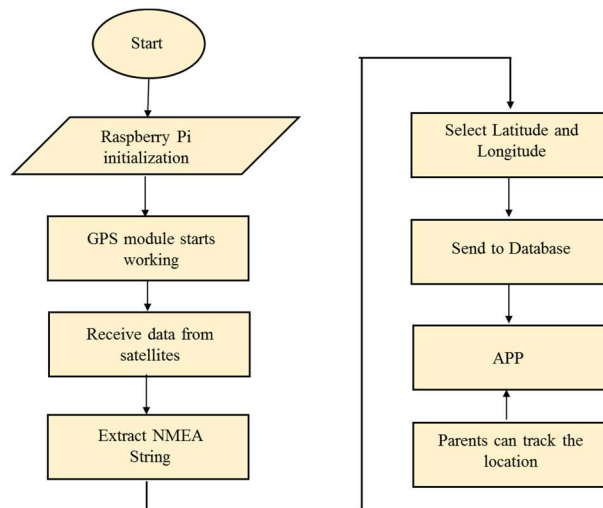 Start
Raspberry Pi
initialization
GPS module starts
working
Receive data from
satellites
Extract NMEA
String
Select Latitude and
Longitude
Send to Database
APP
Parents can track the
location